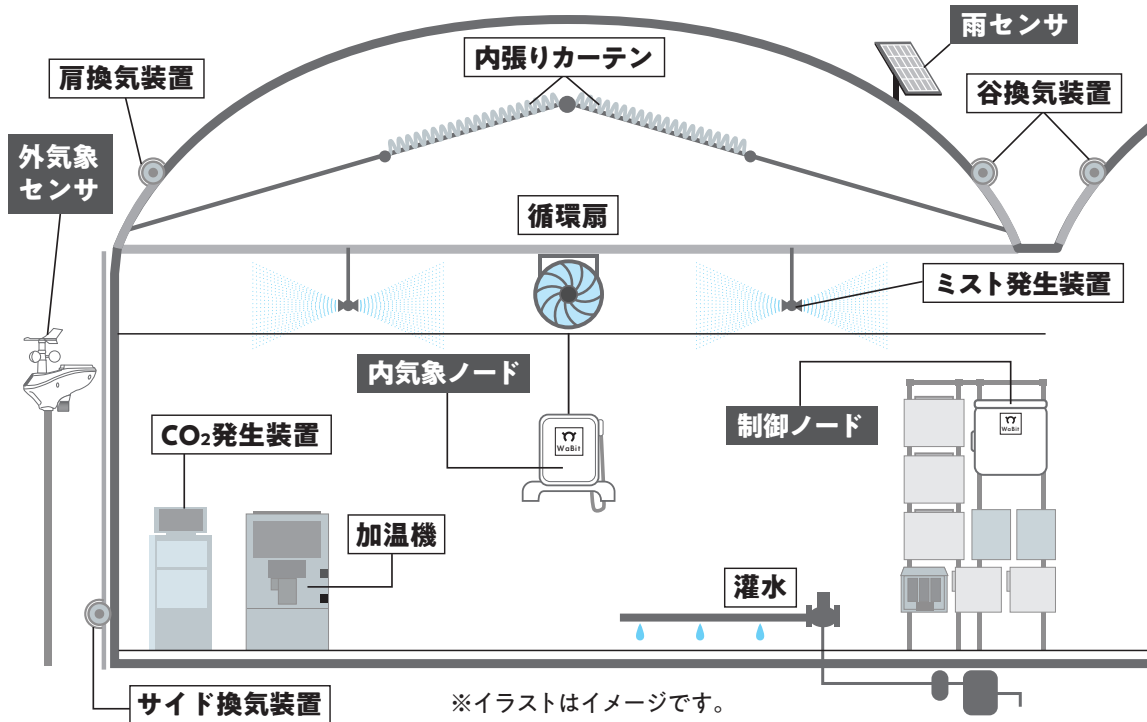 雨センサ
内張りカーテン
肩換気装置
谷換気装置
外気象
センサ
循環扇
ミスト発生装置
内気象ノード
制御ノード
WaBit
WaBit
CO₂発生装置
加温機
灌水
サイド換気装置
※イラストはイメージです。